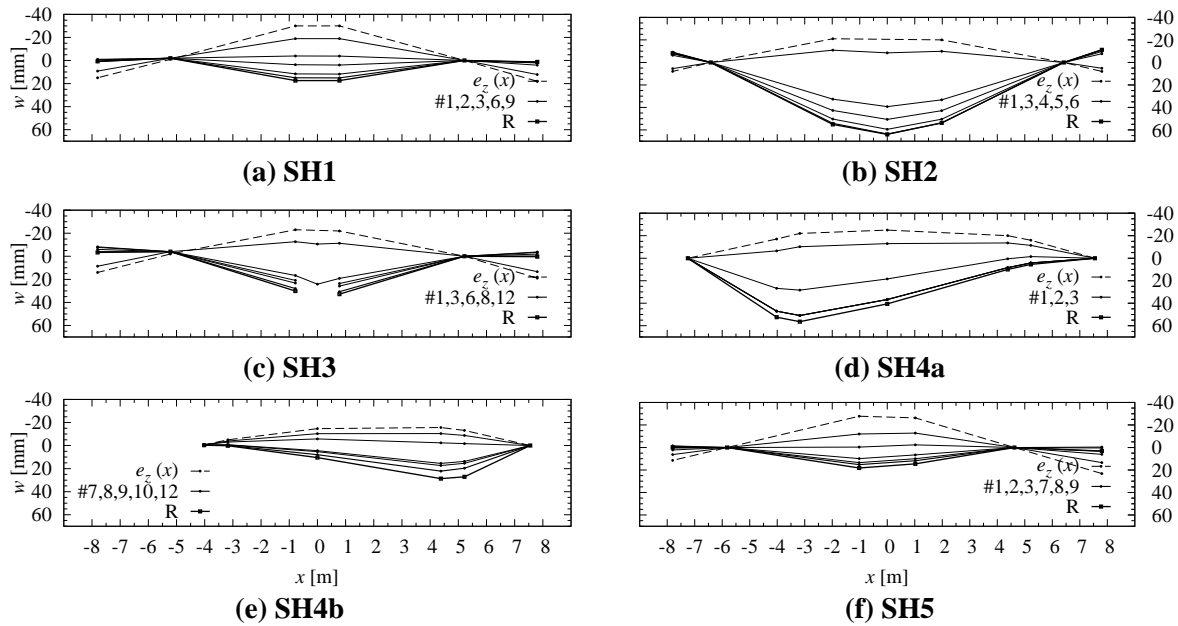 -40
-20
0
20
40
60
w [mm]
e_z (x)
#1,2,3,6,9
R
(a) SH1
-40
-20
0
20
40
60
e_z (x)
#1,3,4,5,6
R
(b) SH2
-40
-20
0
20
40
60
w [mm]
e_z (x)
#1,3,6,8,12
R
(c) SH3
-40
-20
0
20
40
60
e_z (x)
#1,2,3
R
(d) SH4a
-40
-20
0
20
40
60
w [mm]
e_z (x)
#7,8,9,10,12
R
-8 -7 -6 -5 -4 -3 -2 -1 0 1 2 3 4 5 6 7 8
x [m]
(e) SH4b
-40
-20
0
20
40
60
e_z (x)
#1,2,3,7,8,9
R
-8 -7 -6 -5 -4 -3 -2 -1 0 1 2 3 4 5 6 7 8
x [m]
(f) SH5